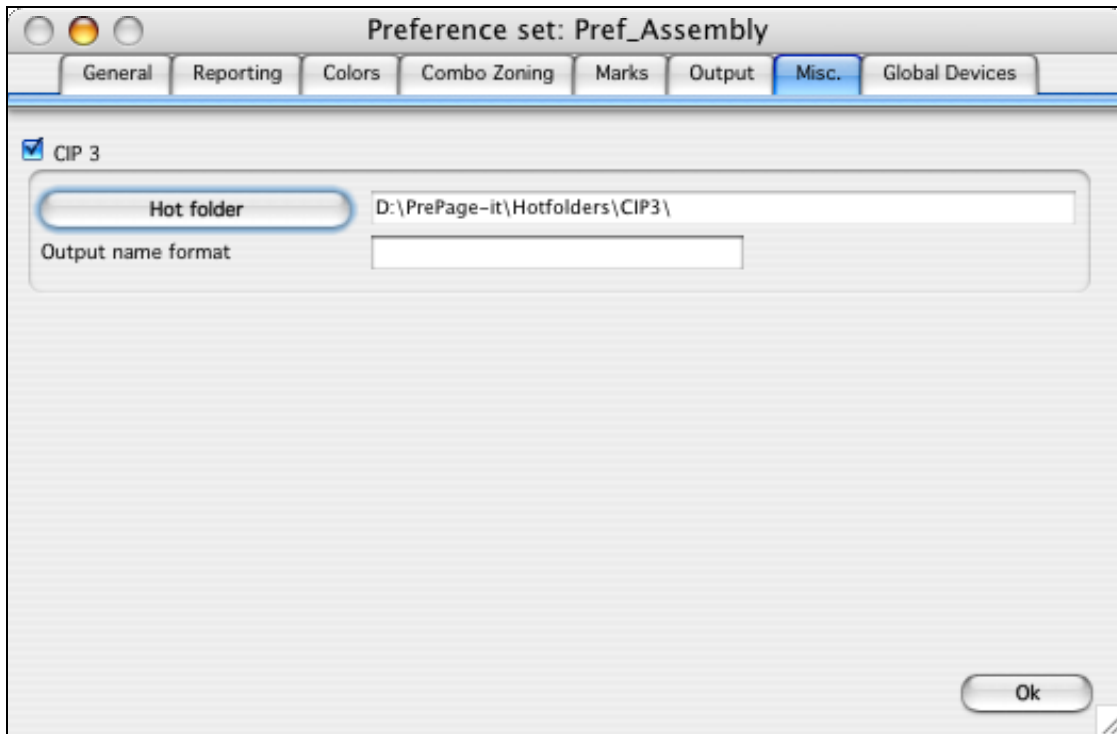 Preference set: Pref_Assembly
General Reporting Colors Combo Zoning Marks Output Misc. Global Devices
CIP 3
Hot folder D:\PrePage-it\Hotfolders\CIP3\
Output name format
Ok